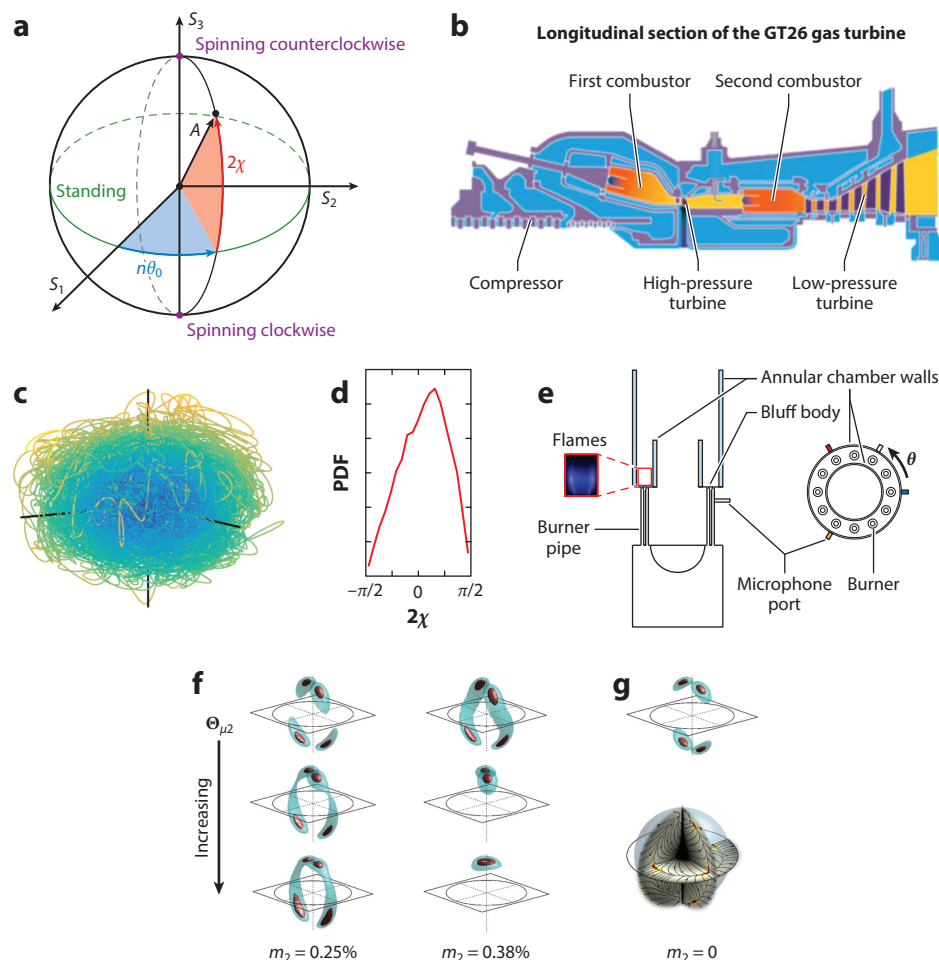 a
S3
Spinning counterclockwise
A
2χ
Standing
S2
nθ0
S1
Spinning clockwise
b
Longitudinal section of the GT26 gas turbine
First combustor
Second combustor
Compressor
High-pressure
turbine
Low-pressure
turbine
c
d
PDF
−π/2
0
π/2
2χ
e
Annular chamber walls
Bluff body
Flames
θ
Burner
pipe
Microphone
port
Burner
f
g
Θμ2
Increasing
m2 = 0.25%
m2 = 0.38%
m2 = 0